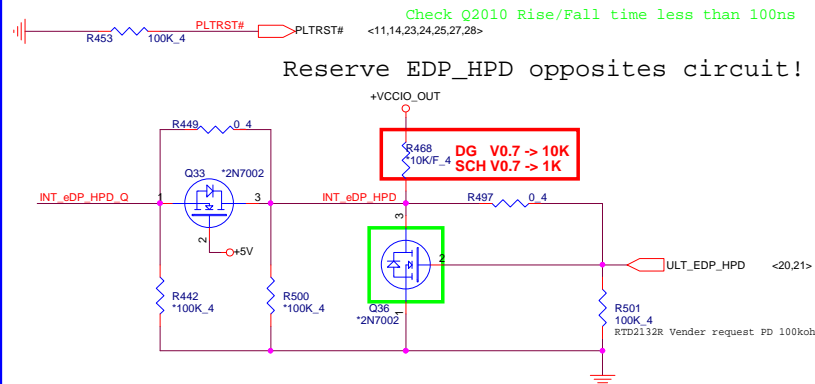 Check Q2010 Rise/Fall time less than 100ns
PLTRST#
PLTRST# <11,14,23,24,25,27,28>
R453 100K_4
Reserve EDP_HPD opposites circuit!
+VCCIO_OUT
R449 0_4
R468
*10K/F_4
DG V0.7 -> 10K
SCH V0.7 -> 1K
Q33 *2N7002
INT_eDP_HPD_Q 1 3 INT_eDP_HPD R497 0_4
3
2
+5V
2
ULT_EDP_HPD <20,21>
R442
*100K_4
R500
*100K_4
Q36
*2N7002
1
R501
100K_4
RTD2132R Vender request PD 100koh